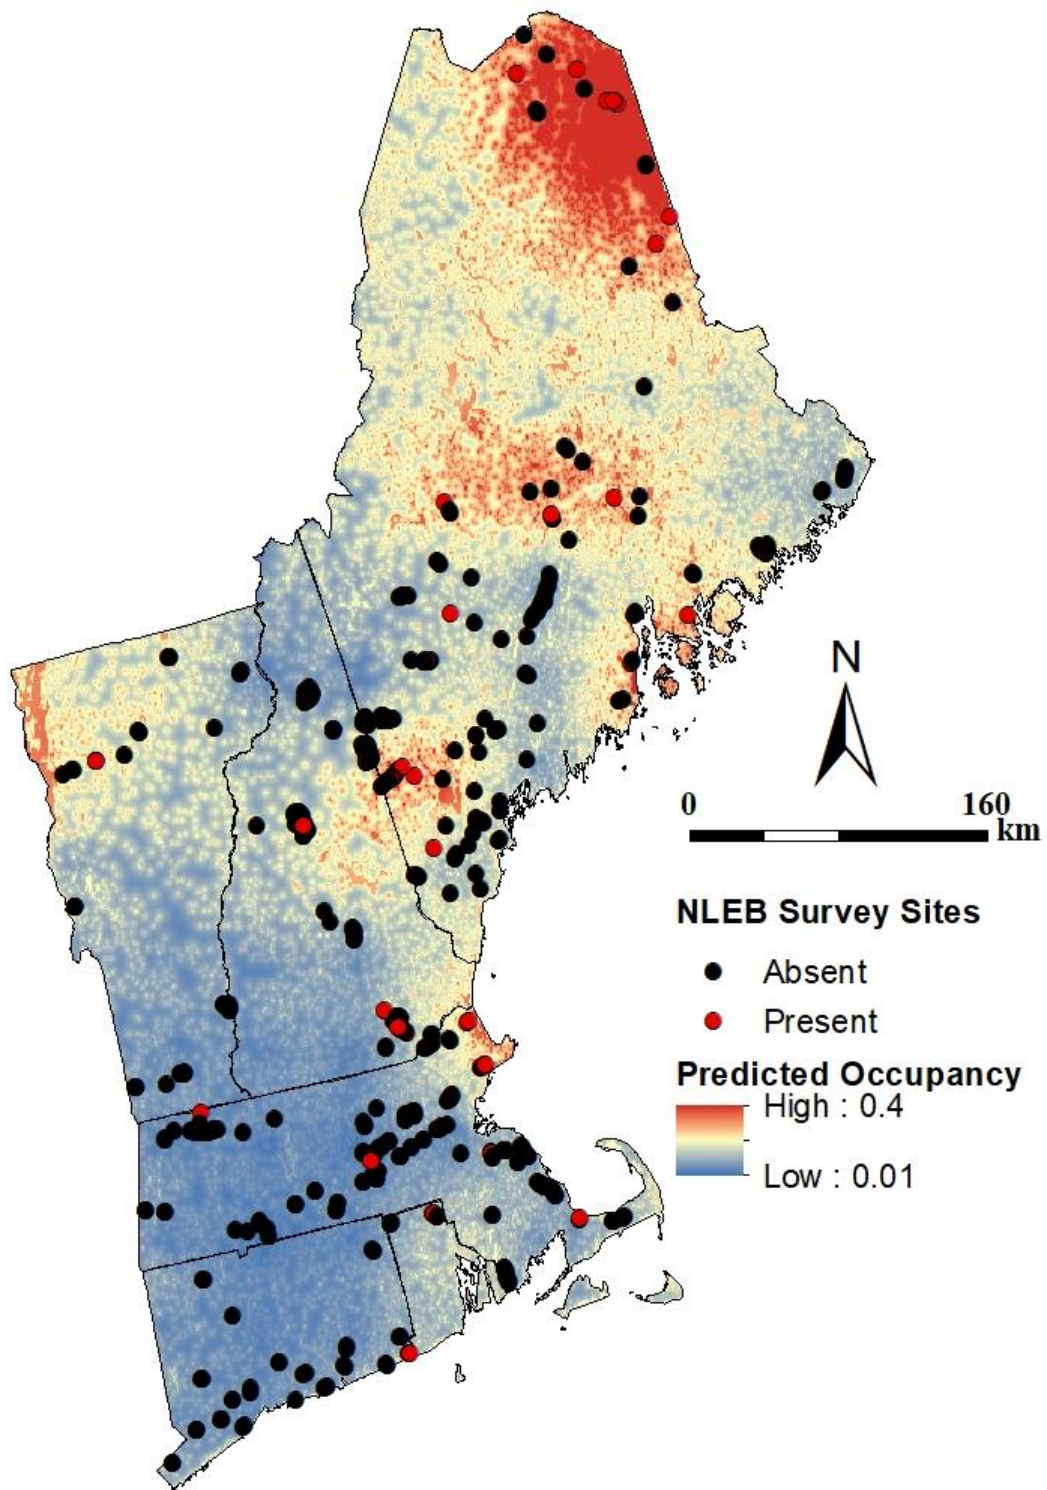 N
0 160
km
NLEB Survey Sites
Absent
Present
Predicted Occupancy
High : 0.4
Low : 0.01